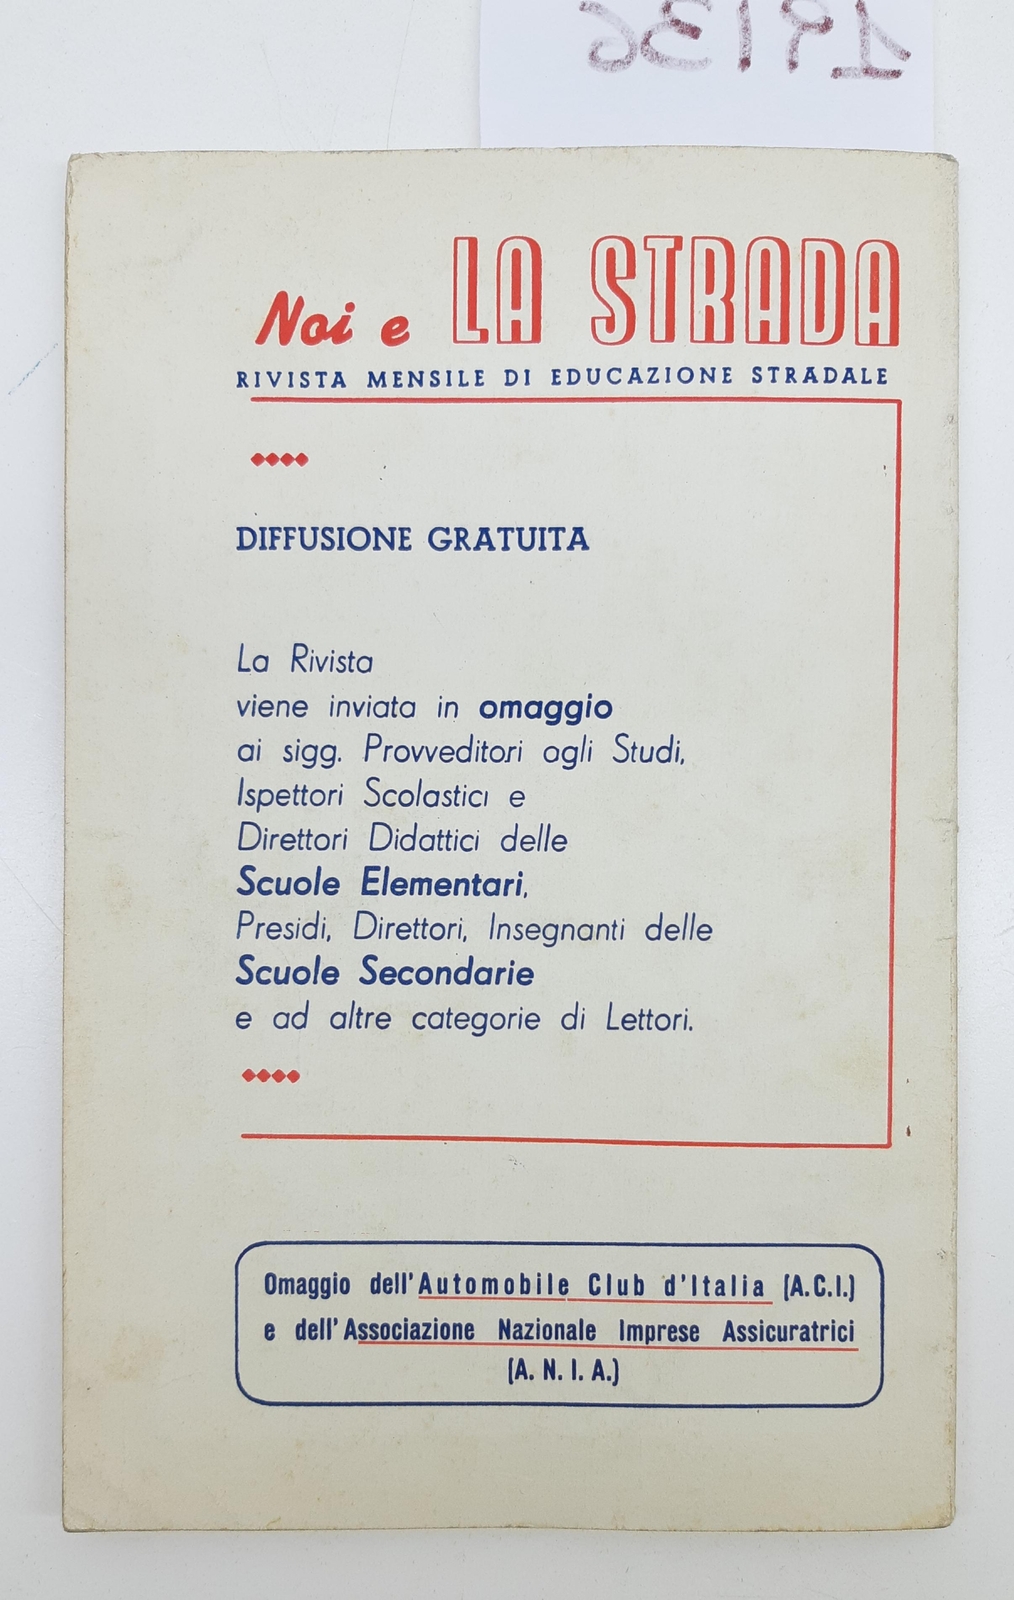 19136
Noi e LA STRADA
RIVISTA MENSILE DI EDUCAZIONE STRADALE
DIFFUSIONE GRATUITA
La Rivista
viene inviata in omaggio
ai sigg. Provveditori agli Studi,
Ispettori Scolastici e
Direttori Didattici delle
Scuole Elementari,
Presidi, Direttori, Insegnanti delle
Scuole Secondarie
e ad altre categorie di Lettori.
Omaggio dell'Automobile Club d'Italia (A.C.I.)
e dell'Associazione Nazionale Imprese Assicuratrici
(A. N. I. A.)